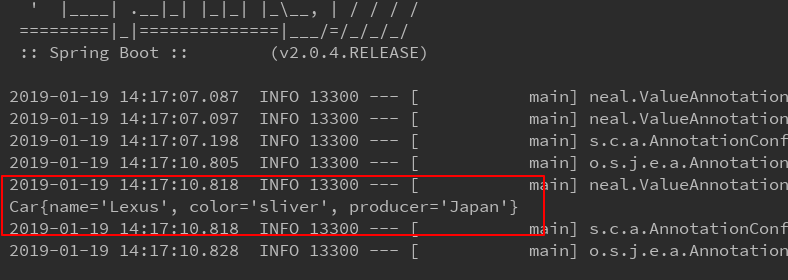 '  |____| .__|_| |_|_| |_\__, | / / / /
=========|_|==============|___/=/_/_/_/
:: Spring Boot ::        (v2.0.4.RELEASE)
2019-01-19 14:17:07.087  INFO 13300 --- [           main] neal.ValueAnnotation
2019-01-19 14:17:07.097  INFO 13300 --- [           main] neal.ValueAnnotation
2019-01-19 14:17:07.198  INFO 13300 --- [           main] s.c.a.AnnotationConf
2019-01-19 14:17:10.805  INFO 13300 --- [           main] o.s.j.e.a.Annotation
2019-01-19 14:17:10.818  INFO 13300 --- [           main] neal.ValueAnnotation
Car{name='Lexus', color='sliver', producer='Japan'}
2019-01-19 14:17:10.818  INFO 13300 --- [           main] s.c.a.AnnotationConf
2019-01-19 14:17:10.828  INFO 13300 --- [           main] o.s.j.e.a.Annotation